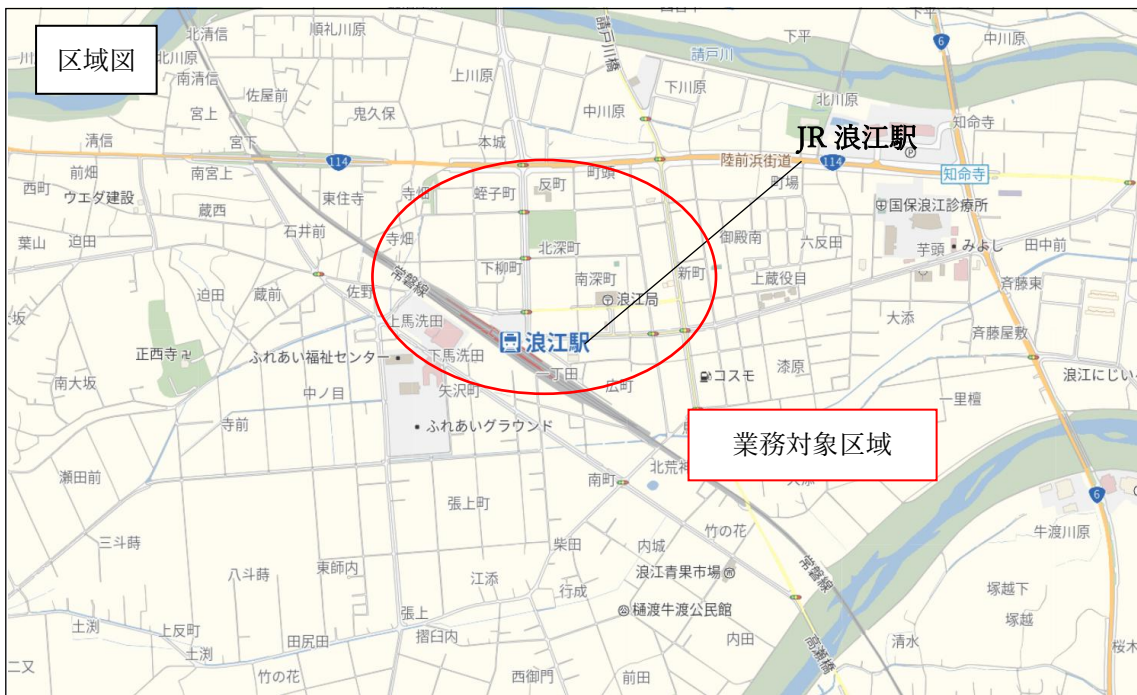 区域図
北清信
順礼川原
川原
北川原
南清信
佐屋前
宮上
鬼久保
上川原
請戸川橋
請戸川
下平
下平
中川原
6
下川原
中川原
北川原
知命寺
清信
宮下
本城
JR 浪江駅
114
陸前浜街道
114
知命寺
前畑
南宮上
西町
ウエダ建設
東住寺
寺畑
蛭子町
反町
町頭
町場
国保浪江診療所
蔵西
石井前
葉山
迫田
寺畑
北深町
御殿南
六反田
芋頭
みよし
田中前
下柳町
常磐線
南深町
新町
上蔵役目
斉藤東
迫田
蔵前
佐野
浪江局
大坂
上馬洗田
浪江駅
大添
斉藤屋敷
正西寺
ふれあい福祉センター
下馬洗田
一丁田
広町
コスモ
漆原
浪江にじい
南大坂
中ノ目
矢沢町
一里檀
寺前
ふれあいグラウンド
業務対象区域
瀬田前
北荒神
南町
張上町
6
竹の花
牛渡川原
三斗蒔
柴田
内城
八斗蒔
東師内
江添
浪江青果市場
常磐線
行成
塚越下
張上
樋渡牛渡公民館
塚越
土渕
上反町
田尻田
摺臼内
内田
高瀬橋
清水
桜木
土渕
二又
竹の花
西御門
前田